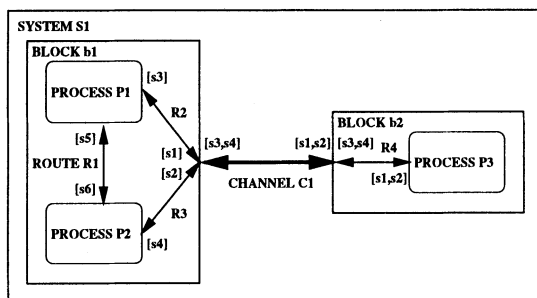 SYSTEM S1
BLOCK b1
PROCESS P1
[s3]
R2
[s5]
[s1]
[s3,s4]
[s1,s2]
BLOCK b2
[s3,s4]
R4
PROCESS P3
ROUTE R1
[s2]
CHANNEL C1
[s1,s2]
[s6]
R3
PROCESS P2
[s4]